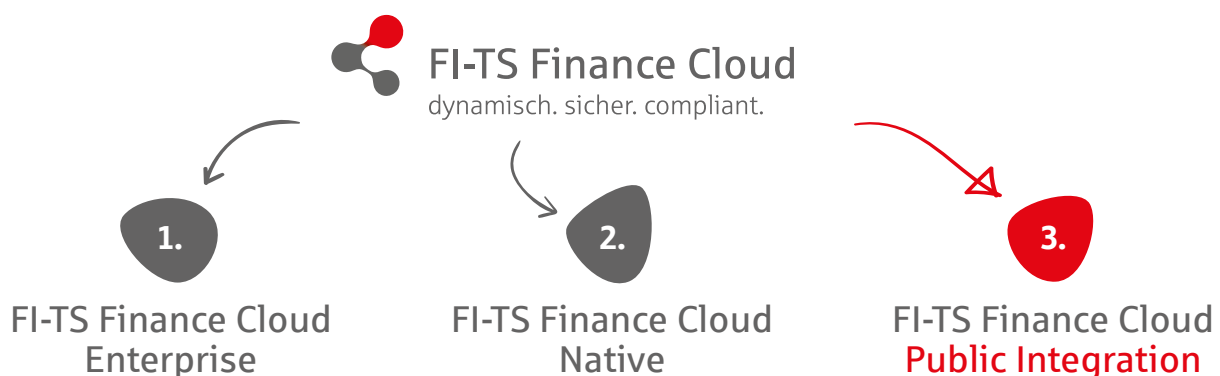 FI-TS Finance Cloud
dynamisch. sicher. compliant.
1.
2.
3.
FI-TS Finance Cloud
Enterprise
FI-TS Finance Cloud
Native
FI-TS Finance Cloud
Public Integration